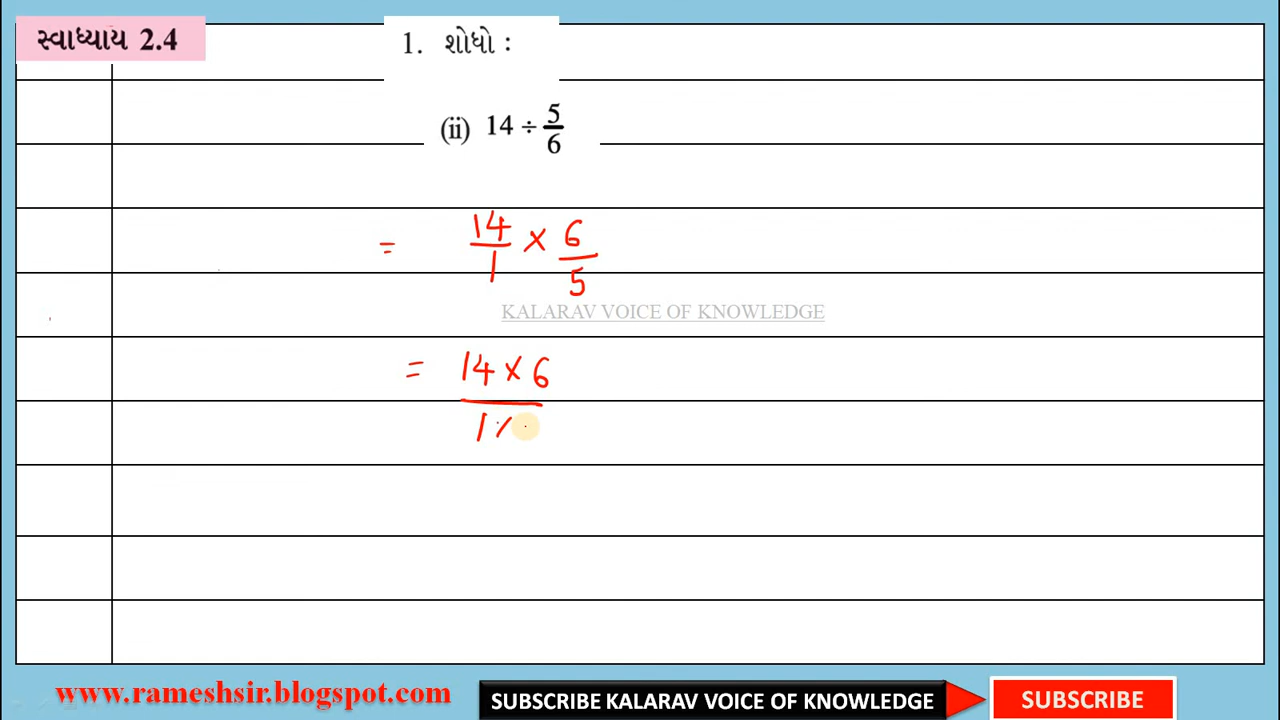 સ્વાધ્યાય 2.4
1. શોધો :
(ii) 14 ÷ 5/6
= 14/1 × 6/5
KALARAV VOICE OF KNOWLEDGE
= 14 × 6
1 ×
www.rameshsir.blogspot.com
SUBSCRIBE KALARAV VOICE OF KNOWLEDGE
SUBSCRIBE